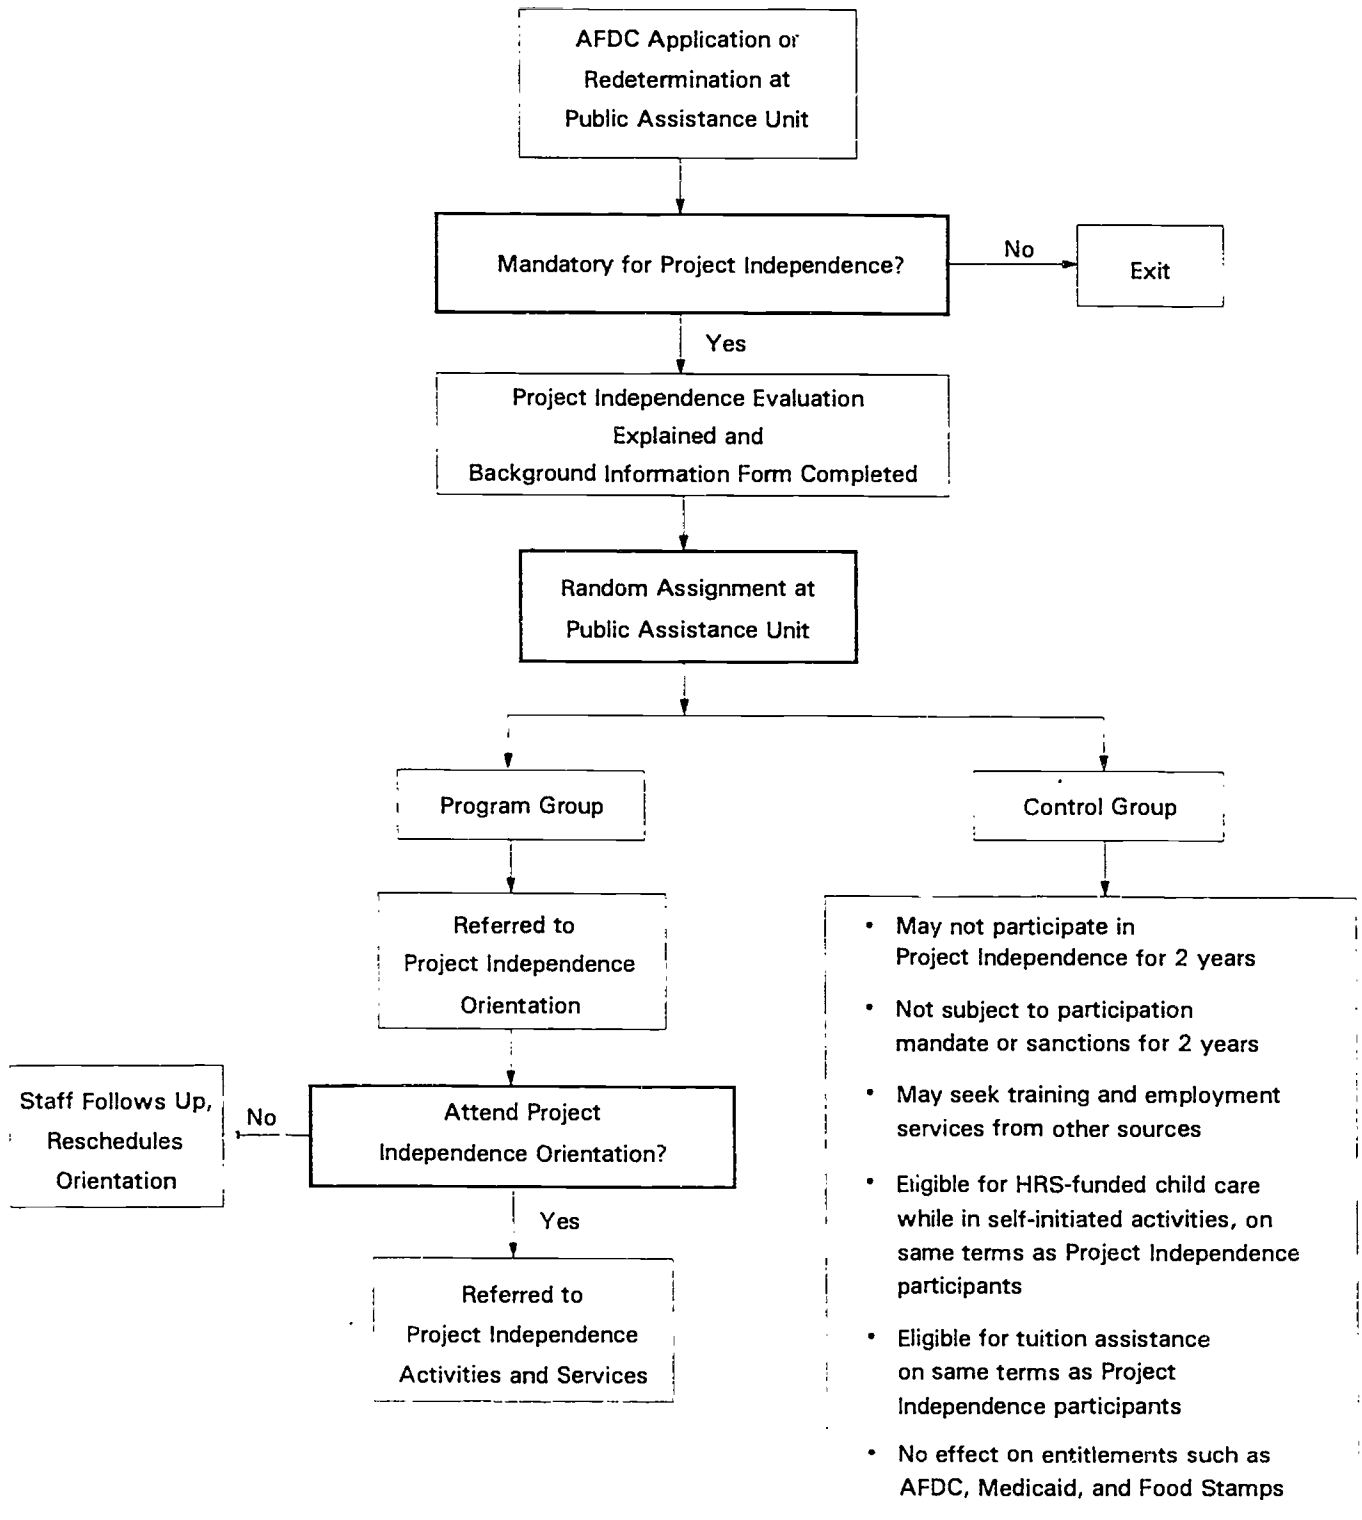 AFDC Application or
Redetermination at
Public Assistance Unit
Mandatory for Project Independence?
No
Exit
Yes
Project Independence Evaluation
Explained and
Background Information Form Completed
Random Assignment at
Public Assistance Unit
Program Group
Control Group
Referred to
Project Independence
Orientation
Attend Project
Independence Orientation?
No
Staff Follows Up,
Reschedules
Orientation
Yes
Referred to
Project Independence
Activities and Services
• May not participate in
Project Independence for 2 years
• Not subject to participation
mandate or sanctions for 2 years
• May seek training and employment
services from other sources
• Eligible for HRS-funded child care
while in self-initiated activities, on
same terms as Project Independence
participants
• Eligible for tuition assistance
on same terms as Project
Independence participants
• No effect on entitlements such as
AFDC, Medicaid, and Food Stamps